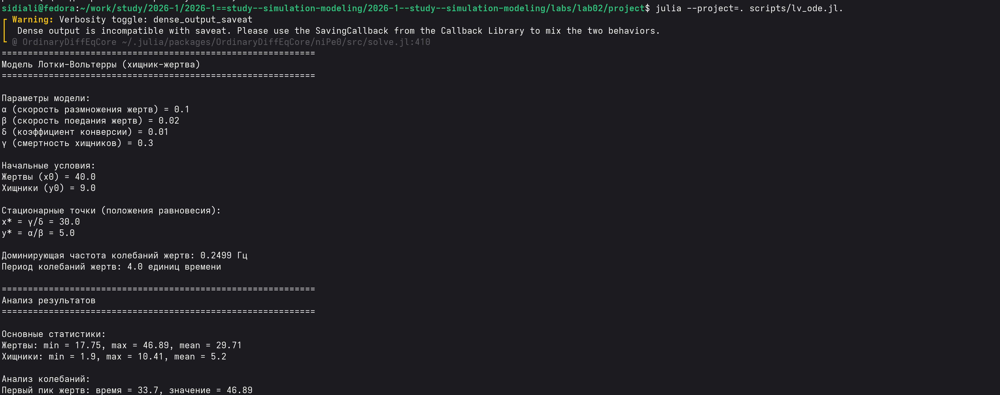 sidiali@fedora:~/work/study/2026-1/2026-1==study--simulation-modeling/2026-1--study--simulation-modeling/labs/lab02/project$ julia --project=. scripts/lv_ode.jl.
Warning: Verbosity toggle: dense_output_saveat
Dense output is incompatible with saveat. Please use the SavingCallback from the Callback Library to mix the two behaviors.
@ OrdinaryDiffEqCore ~/.julia/packages/OrdinaryDiffEqCore/niPe0/src/solve.jl:410
============================================================
Модель Лотки-Вольтерры (хищник-жертва)
============================================================
Параметры модели:
α (скорость размножения жертв) = 0.1
β (скорость поедания жертв) = 0.02
δ (коэффициент конверсии) = 0.01
γ (смертность хищников) = 0.3
Начальные условия:
Жертвы (x0) = 40.0
Хищники (y0) = 9.0
Стационарные точки (положения равновесия):
x* = γ/δ = 30.0
y* = α/β = 5.0
Доминирующая частота колебаний жертв: 0.2499 Гц
Период колебаний жертв: 4.0 единиц времени
============================================================
Анализ результатов
============================================================
Основные статистики:
Жертвы: min = 17.75, max = 46.89, mean = 29.71
Хищники: min = 1.9, max = 10.41, mean = 5.2
Анализ колебаний:
Первый пик жертв: время = 33.7, значение = 46.89